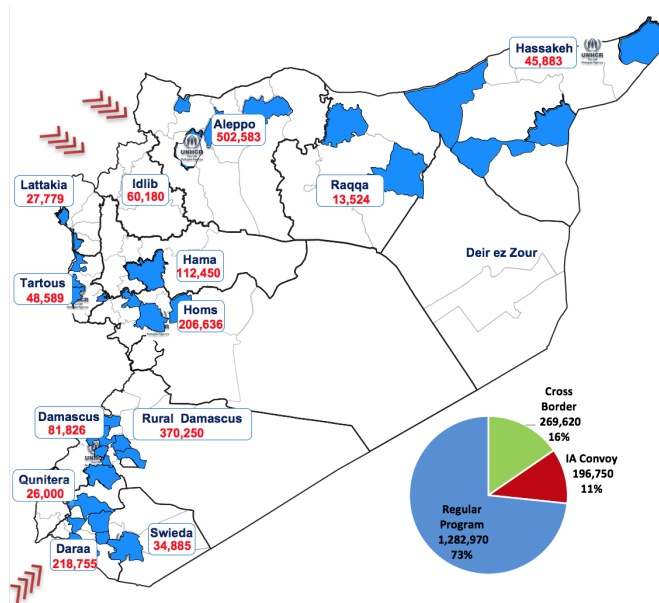 Hassakeh
45,883
UNHCR
Aleppo
502,583
UNHCR
Lattakia
27,779
Idlib
60,180
Raqqa
13,524
Hama
112,450
Deir ez Zour
Tartous
48,589
Homs
206,636
Damascus
81,826
Rural Damascus
370,250
Qunitera
26,000
Swieda
34,885
Daraa
218,755
Cross
Border
269,620
16%
IA Convoy
196,750
11%
Regular
Program
1,282,970
73%